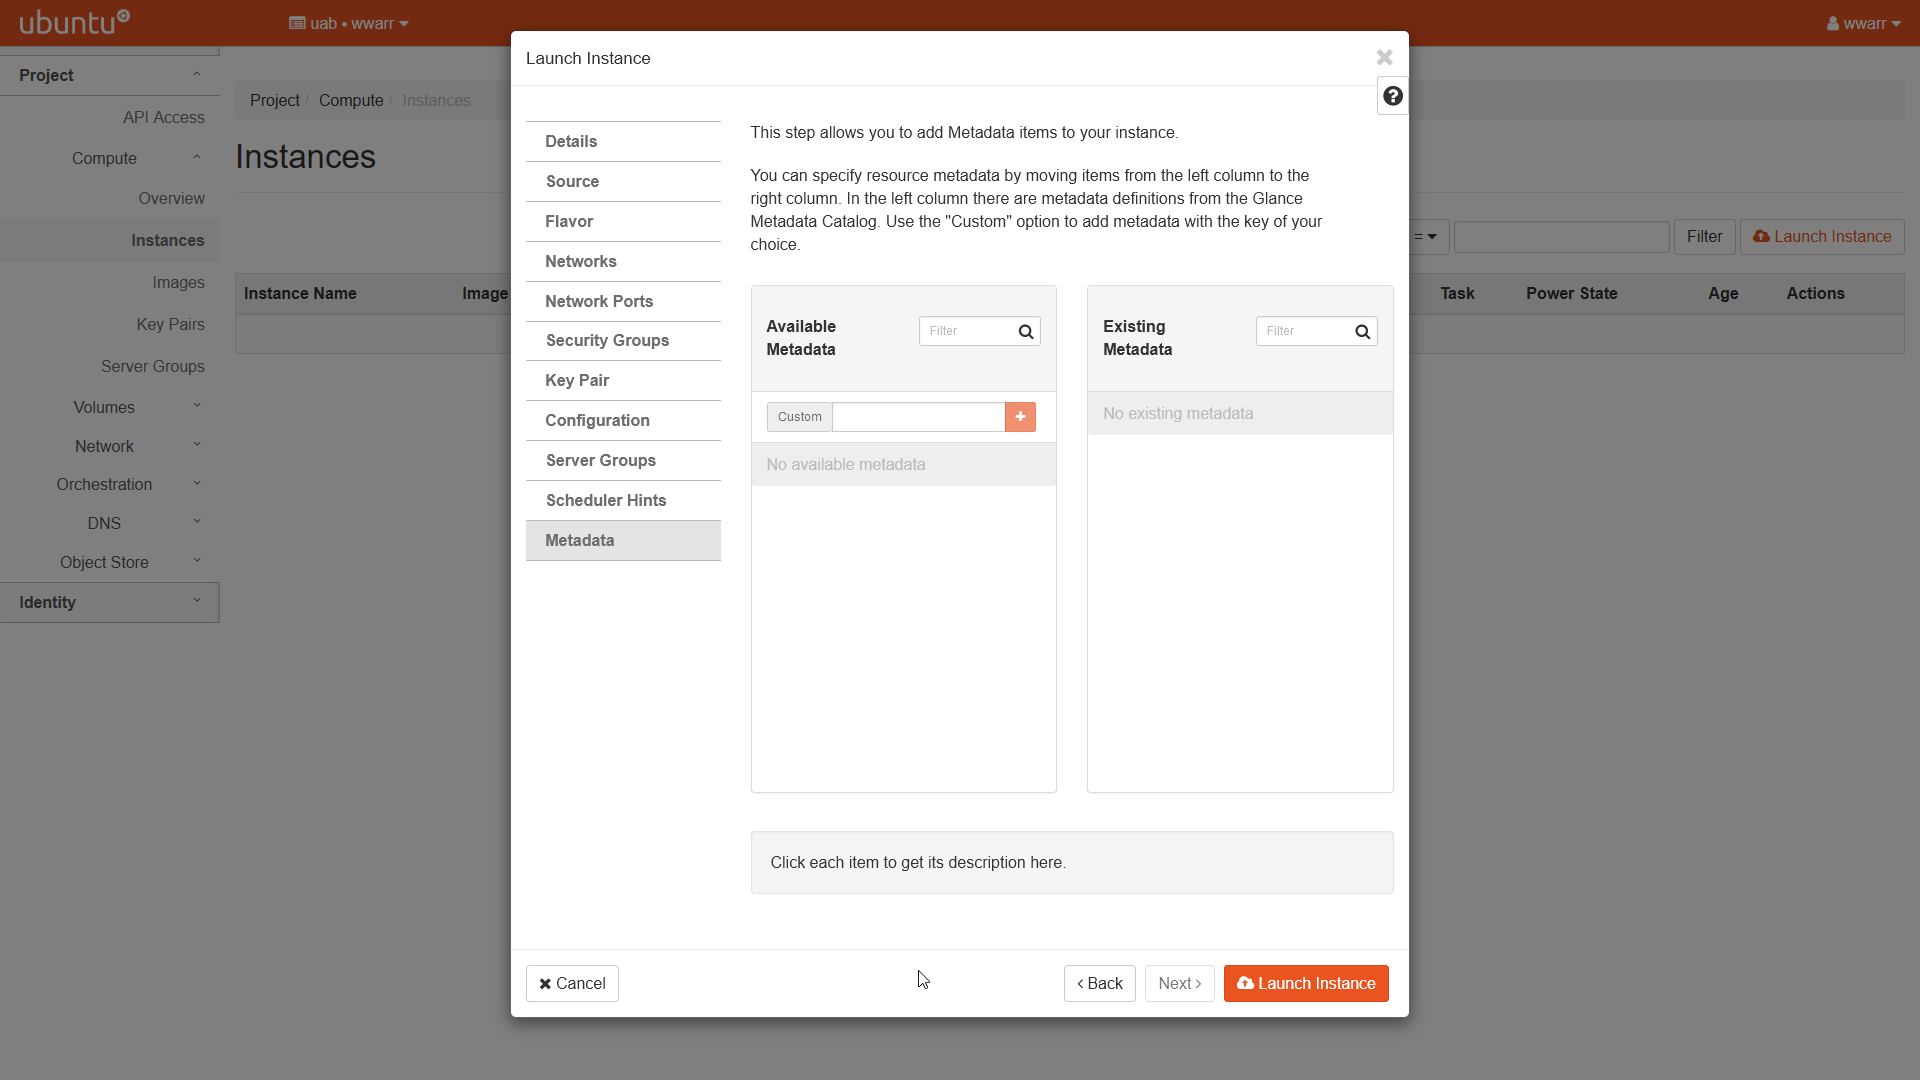 ubuntu
uab • wwarr
wwarr
Project
API Access
Compute
Overview
Instances
Images
Key Pairs
Server Groups
Volumes
Network
Orchestration
DNS
Object Store
Identity
Project / Compute / Instances
Instances
=
Filter
Launch Instance
Instance Name
Image
Task
Power State
Age
Actions
Launch Instance
Details
Source
Flavor
Networks
Network Ports
Security Groups
Key Pair
Configuration
Server Groups
Scheduler Hints
Metadata
This step allows you to add Metadata items to your instance.
You can specify resource metadata by moving items from the left column to the
right column. In the left column there are metadata definitions from the Glance
Metadata Catalog. Use the "Custom" option to add metadata with the key of your
choice.
Available
Metadata
Filter
Custom
No available metadata
Existing
Metadata
Filter
No existing metadata
Click each item to get its description here.
Cancel
‹ Back
Next ›
Launch Instance